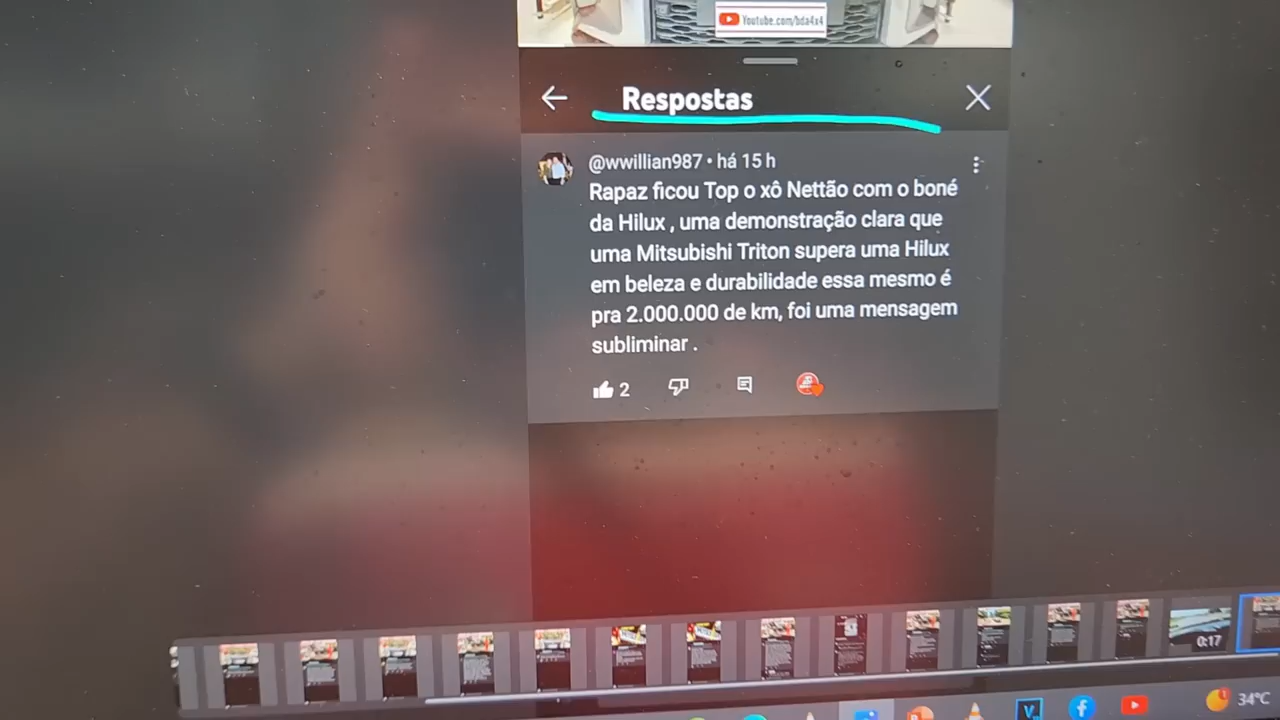 Youtube.com/bda4x4
Respostas
@wwillian987 • há 15 h
Rapaz ficou Top o xô Nettão com o boné
da Hilux , uma demonstração clara que
uma Mitsubishi Triton supera uma Hilux
em beleza e durabilidade essa mesmo é
pra 2.000.000 de km, foi uma mensagem
subliminar .
2
0:17
34°C